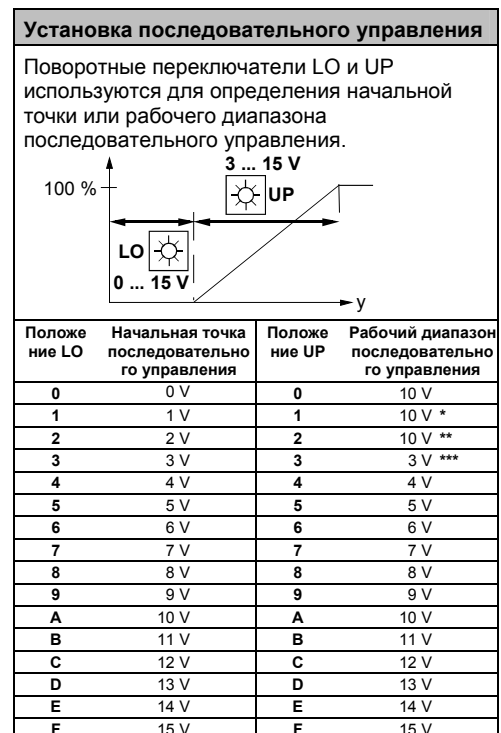 Установка последовательного управления
Поворотные переключатели LO и UP
используются для определения начальной
точки или рабочего диапазона
последовательного управления.
3 ... 15 V
100 %
UP
LO
0 ... 15 V
y
Положе Начальная точка Положе Рабочий диапазон
ние LO последовательно ние UP последовательно
го управления го управления
0 0 V 0 10 V
1 1 V 1 10 V *
2 2 V 2 10 V **
3 3 V 3 3 V ***
4 4 V 4 4 V
5 5 V 5 5 V
6 6 V 6 6 V
7 7 V 7 7 V
8 8 V 8 8 V
9 9 V 9 9 V
A 10 V A 10 V
B 11 V B 11 V
C 12 V C 12 V
D 13 V D 13 V
E 14 V E 14 V
F 15 V F 15 V